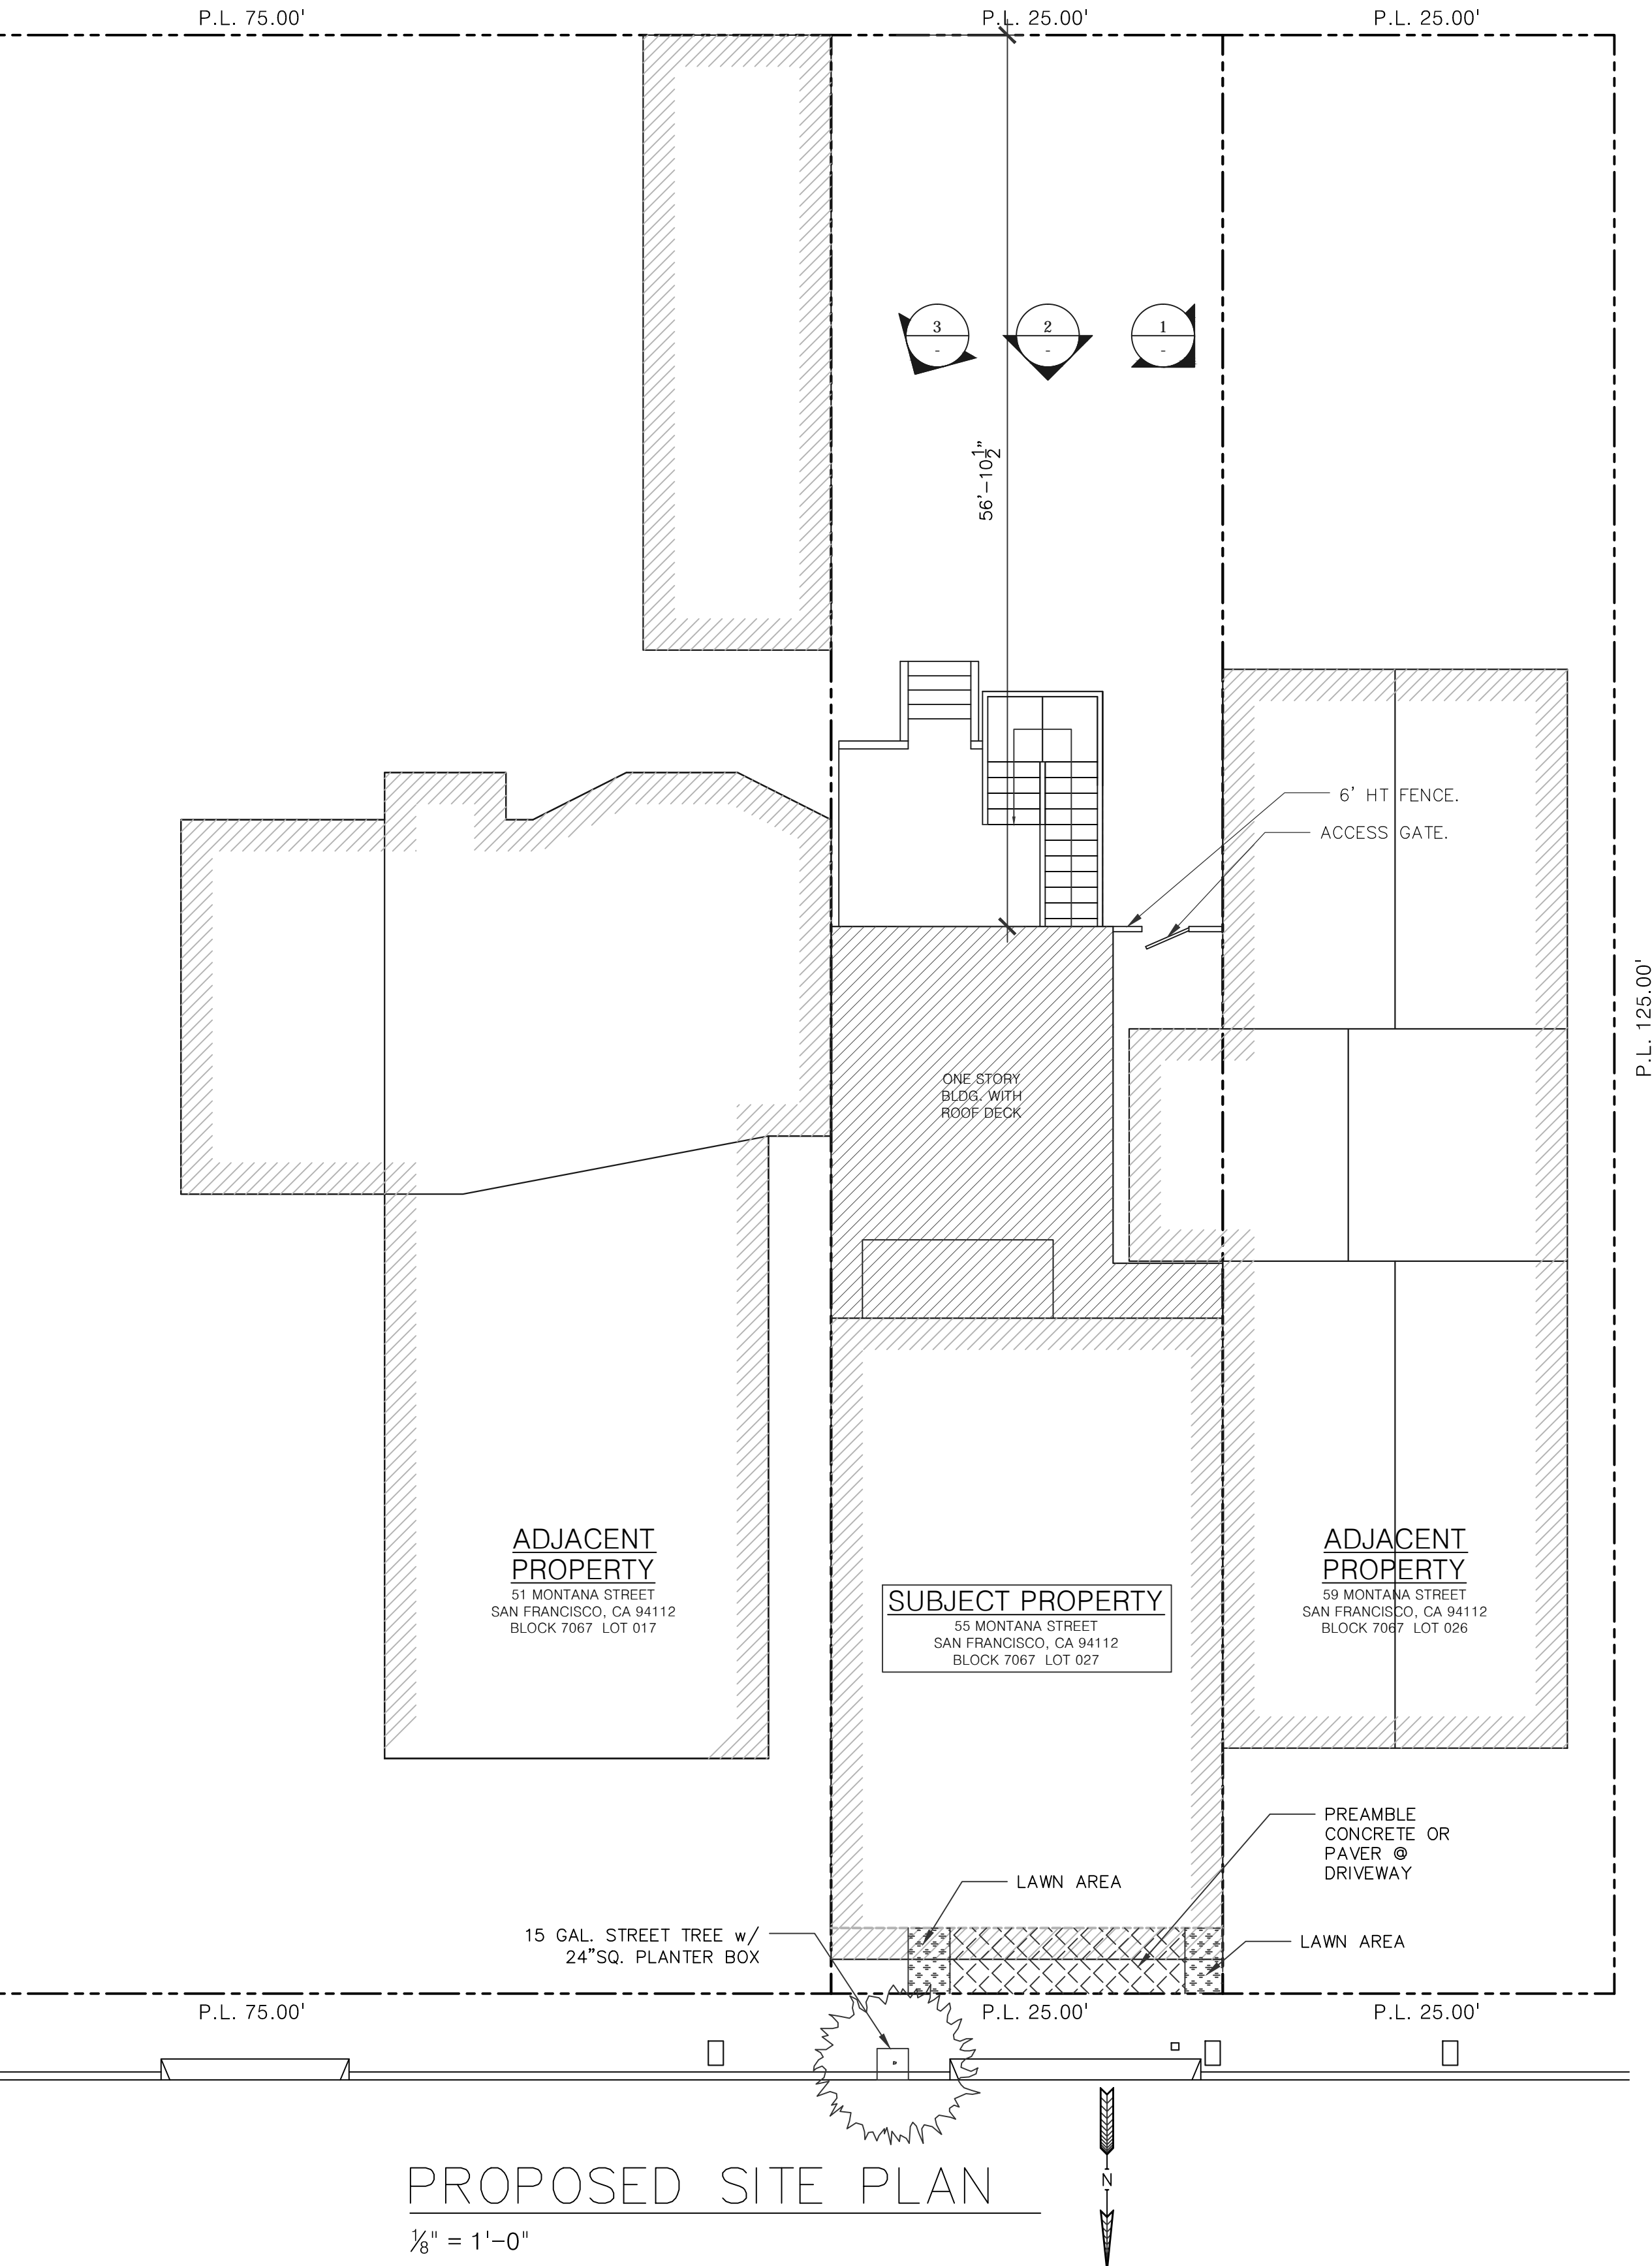 P.L. 75.00'
P.L. 25.00'
P.L. 25.00'
3
-
2
-
1
-
56'-10 1/2"
6' HT FENCE.
ACCESS GATE.
P.L. 125.00'
ONE STORY
BLDG. WITH
ROOF DECK
ADJACENT
PROPERTY
51 MONTANA STREET
SAN FRANCISCO, CA 94112
BLOCK 7067 LOT 017
SUBJECT PROPERTY
55 MONTANA STREET
SAN FRANCISCO, CA 94112
BLOCK 7067 LOT 027
ADJACENT
PROPERTY
59 MONTANA STREET
SAN FRANCISCO, CA 94112
BLOCK 7067 LOT 026
PREAMBLE
CONCRETE OR
PAVER @
DRIVEWAY
LAWN AREA
15 GAL. STREET TREE w/
24"SQ. PLANTER BOX
LAWN AREA
P.L. 75.00'
P.L. 25.00'
P.L. 25.00'
N
PROPOSED SITE PLAN
1/8" = 1'-0"